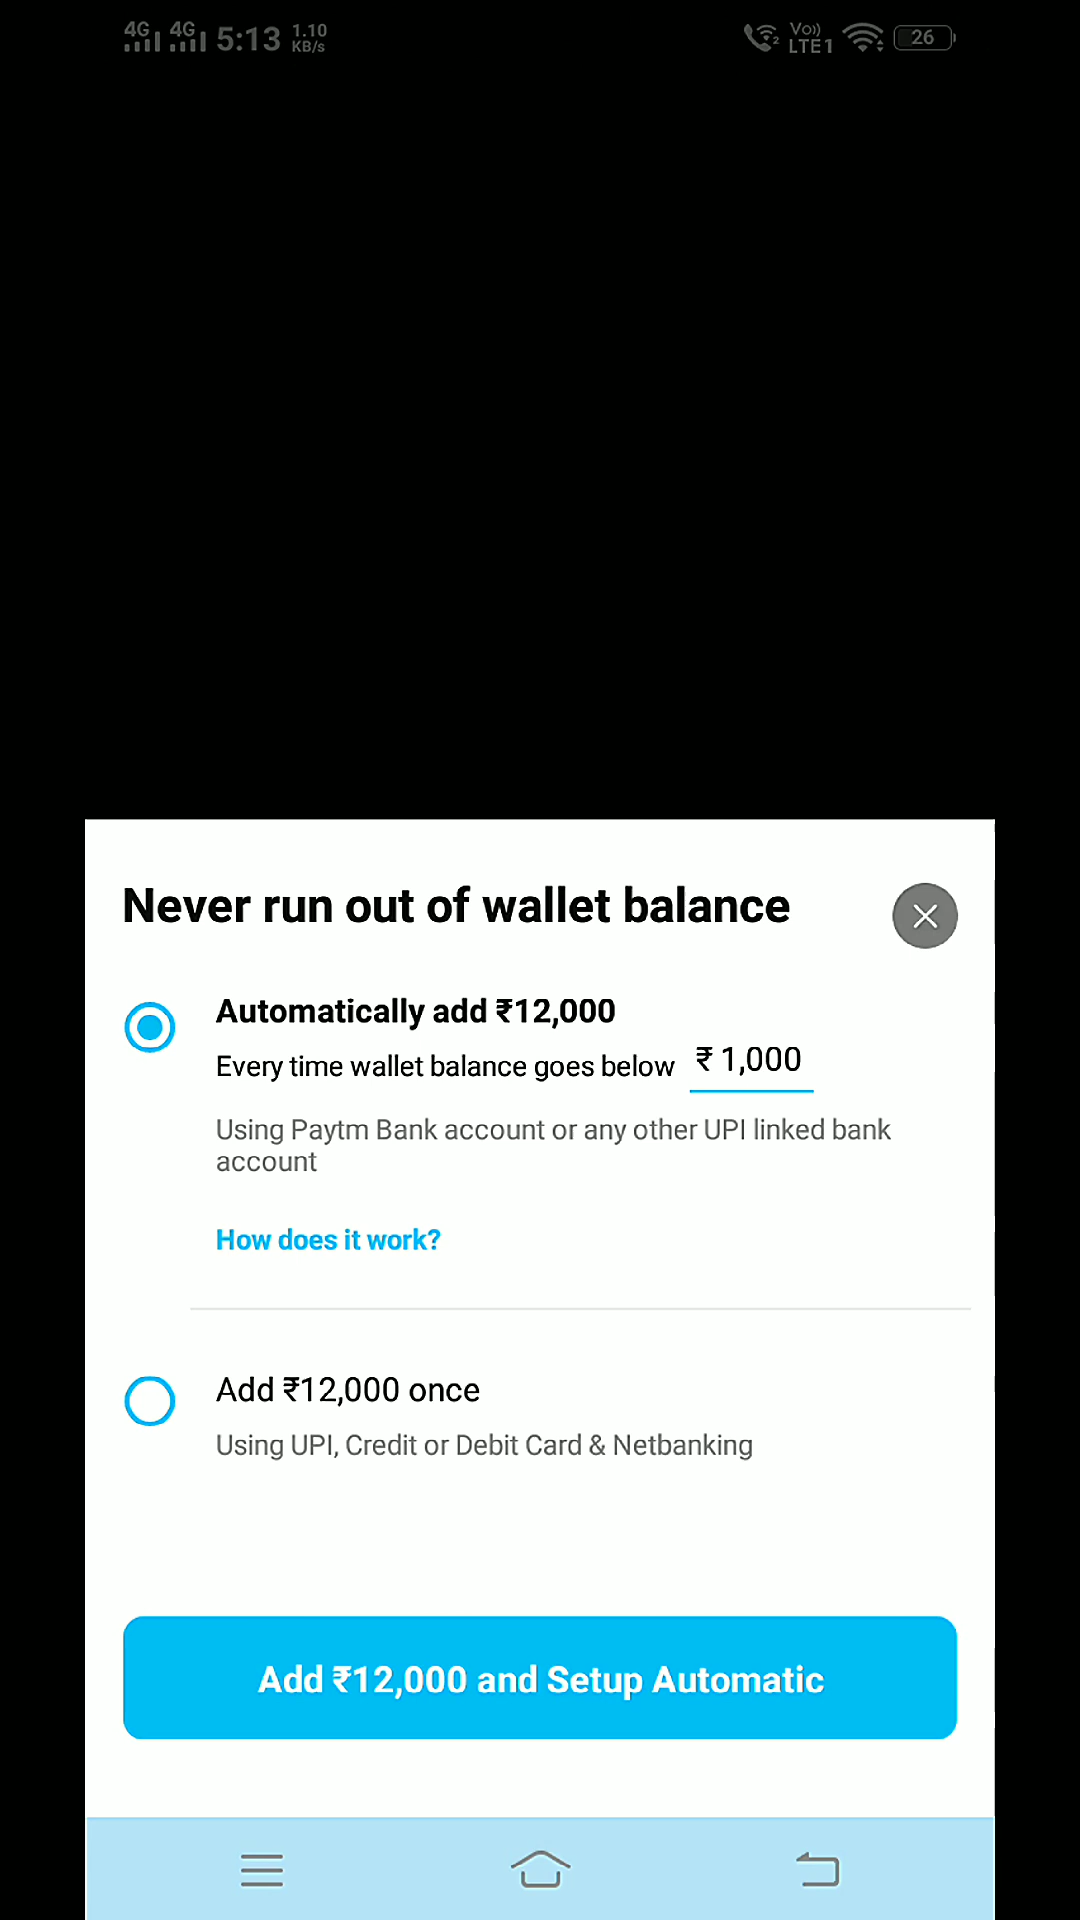 4G 4G 5:13 1.10 KB/s 2 Vo)) LTE1 26
Never run out of wallet balance
Automatically add ₹12,000
Every time wallet balance goes below ₹ 1,000
Using Paytm Bank account or any other UPI linked bank
account
How does it work?
Add ₹12,000 once
Using UPI, Credit or Debit Card & Netbanking
Add ₹12,000 and Setup Automatic